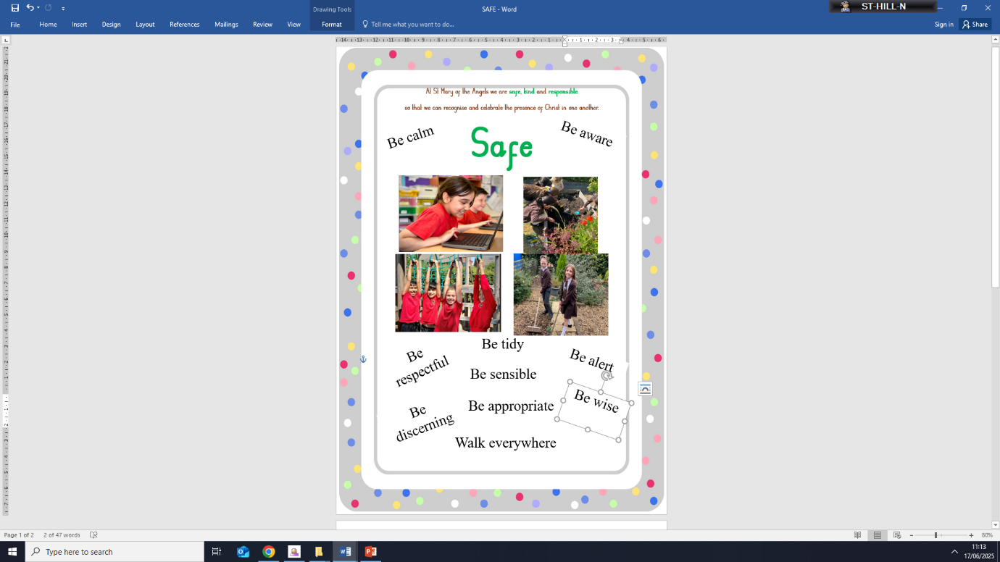 SAFE - Word
Drawing Tools
ST-HILL-N
File Home Insert Design Layout References Mailings Review View Format Tell me what you want to do... Sign in Share
At St Mary of the Angels we are safe, kind and responsible
so that we can recognise and celebrate the presence of Christ in one another.
Be calm
Safe
Be aware
Be tidy
Be
respectful
Be alert
Be sensible
Be wise
Be appropriate
Be
discerning
Walk everywhere
Page 1 of 2 2 of 47 words 80%
Type here to search
11:13
17/06/2025